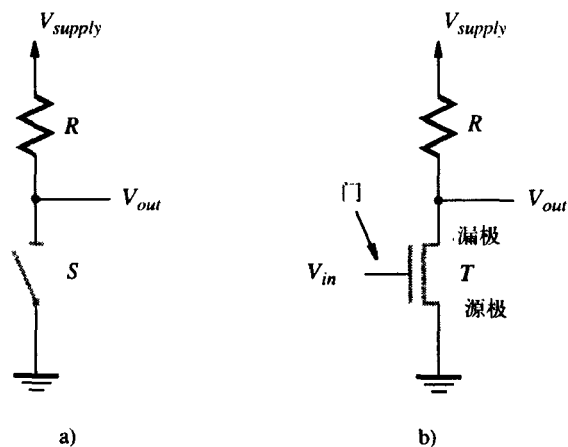 V_supply
R
V_out
S
a)
V_supply
R
门
V_out
漏极
V_in
T
源极
b)